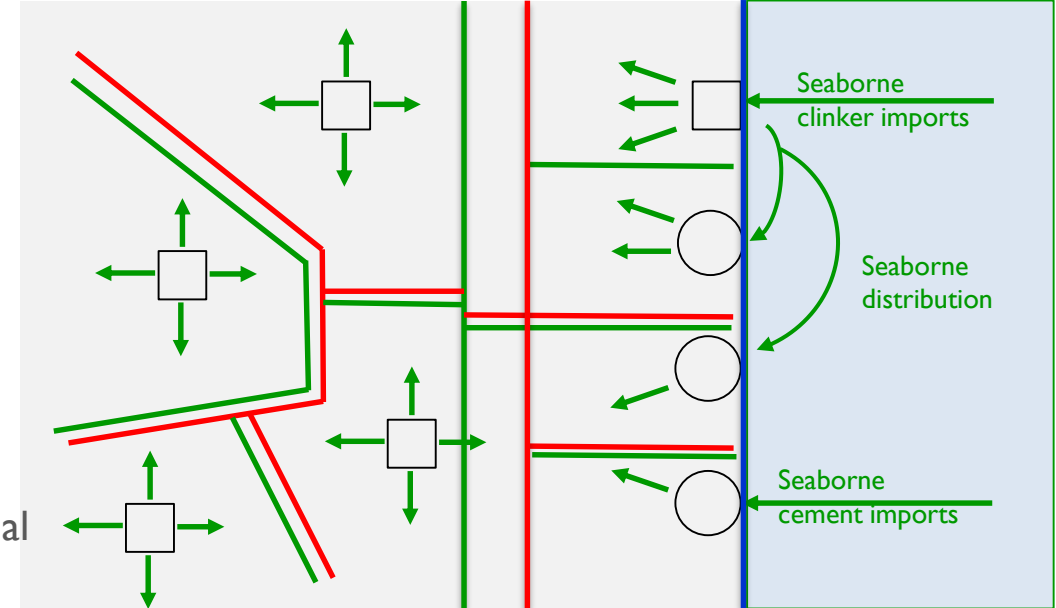 Seaborne
clinker imports
Seaborne
distribution
Seaborne
cement imports
al